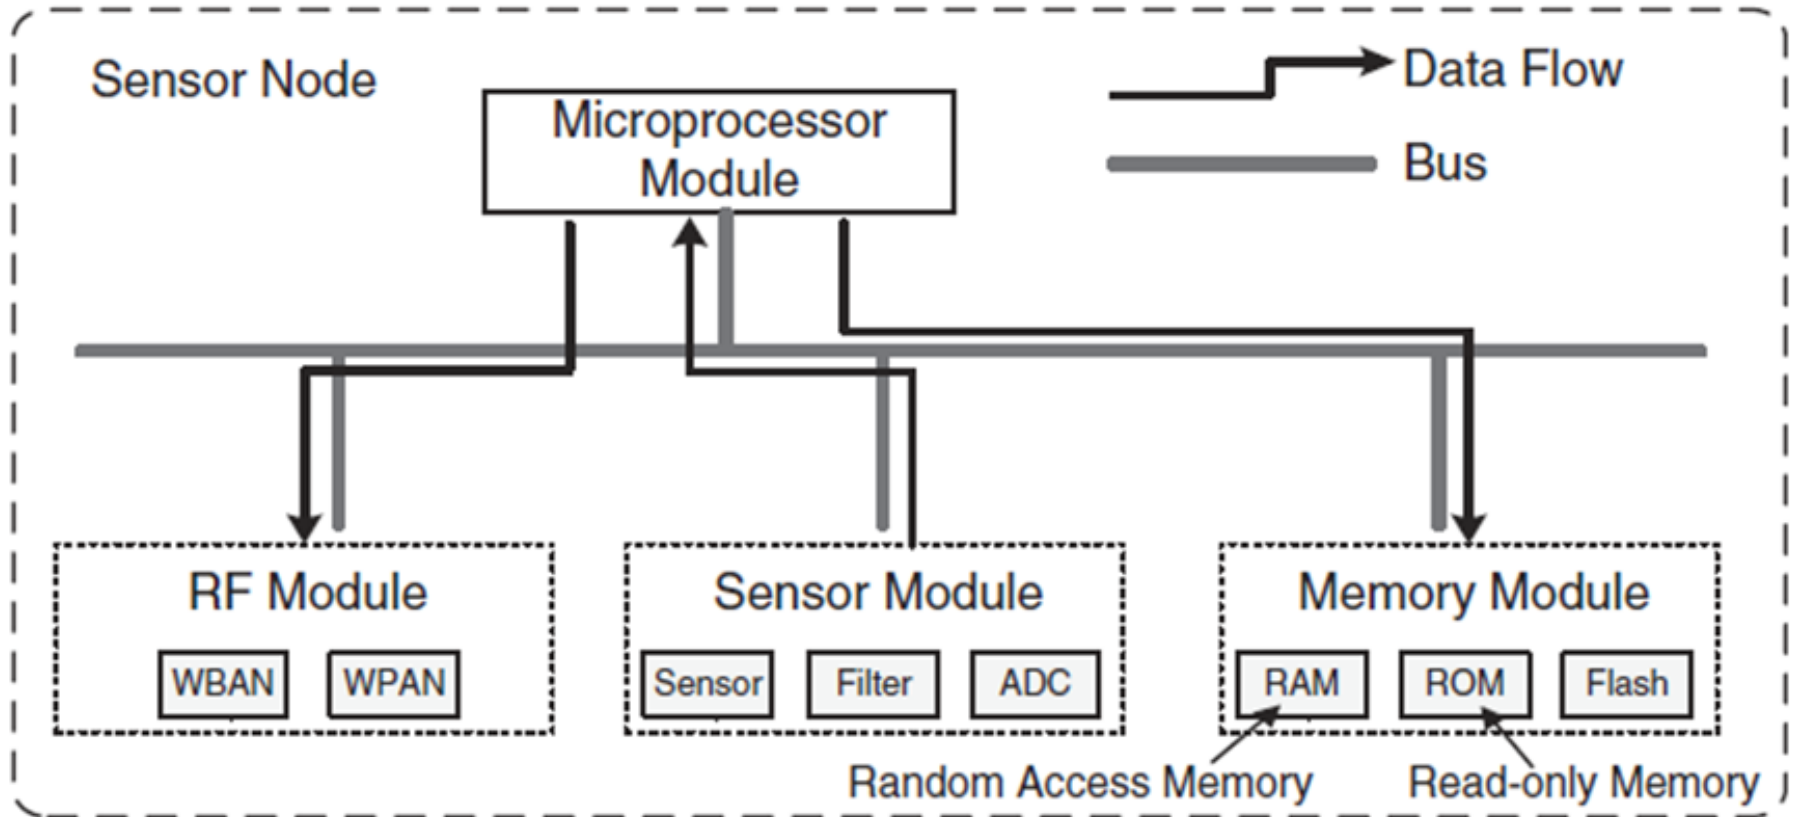 Sensor Node
Microprocessor
Module
Data Flow
Bus
RF Module
WBAN
WPAN
Sensor Module
Sensor
Filter
ADC
Memory Module
RAM
ROM
Flash
Random Access Memory
Read-only Memory